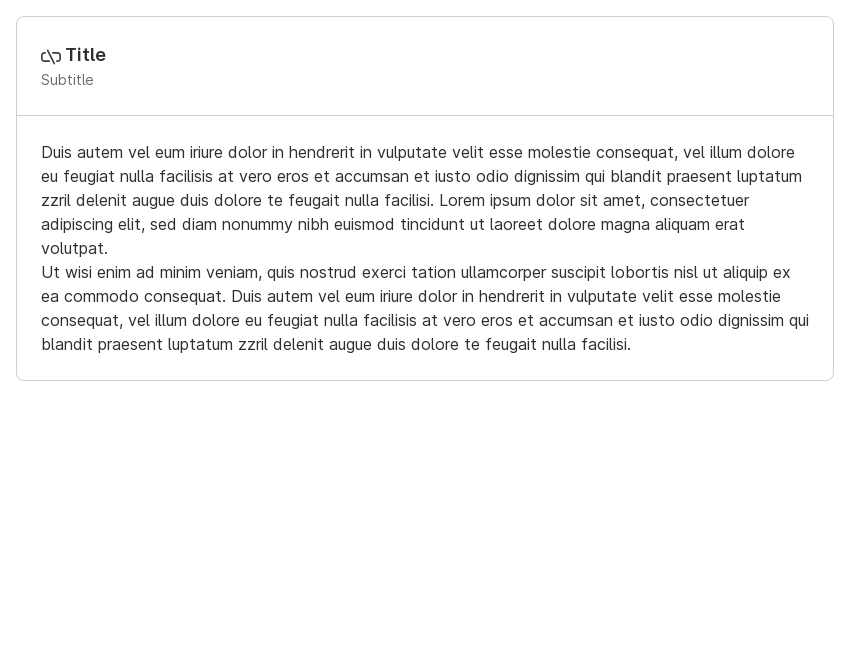 Title
Subtitle
Duis autem vel eum iriure dolor in hendrerit in vulputate velit esse molestie consequat, vel illum dolore
eu feugiat nulla facilisis at vero eros et accumsan et iusto odio dignissim qui blandit praesent luptatum
zzril delenit augue duis dolore te feugait nulla facilisi. Lorem ipsum dolor sit amet, consectetuer
adipiscing elit, sed diam nonummy nibh euismod tincidunt ut laoreet dolore magna aliquam erat
volutpat.
Ut wisi enim ad minim veniam, quis nostrud exerci tation ullamcorper suscipit lobortis nisl ut aliquip ex
ea commodo consequat. Duis autem vel eum iriure dolor in hendrerit in vulputate velit esse molestie
consequat, vel illum dolore eu feugiat nulla facilisis at vero eros et accumsan et iusto odio dignissim qui
blandit praesent luptatum zzril delenit augue duis dolore te feugait nulla facilisi.